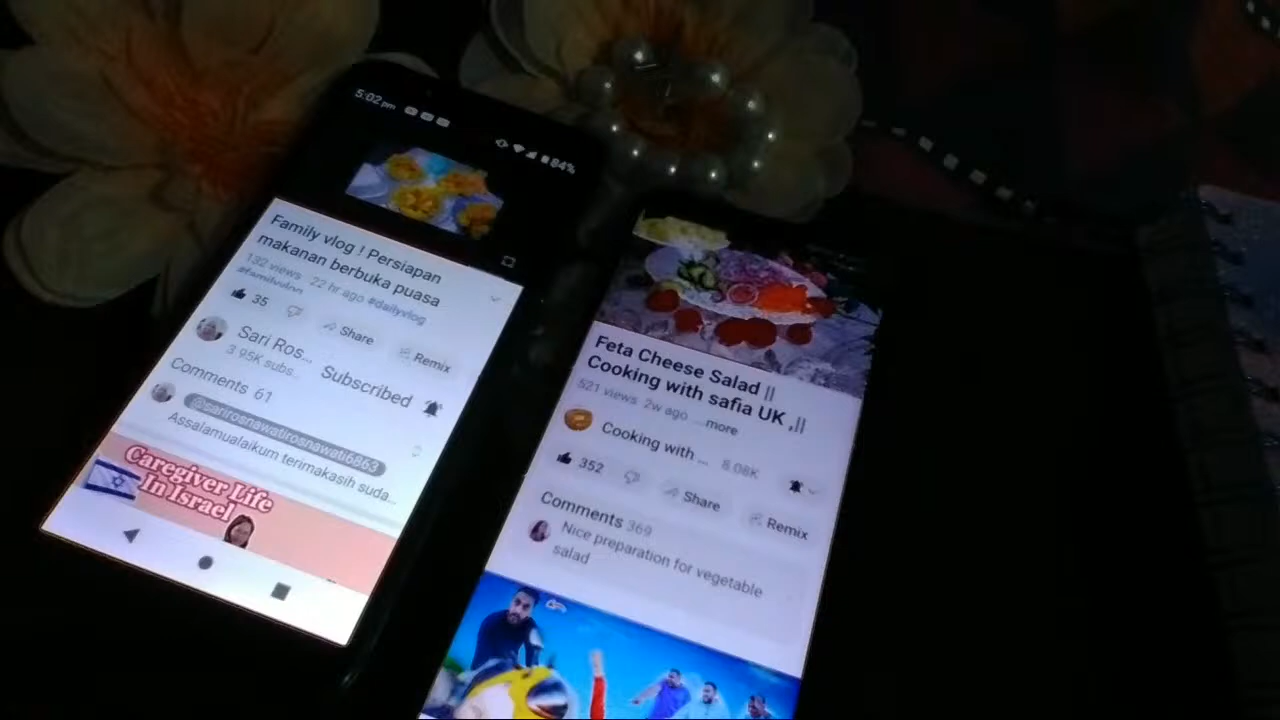 5:02 pm
84%
Family vlog ! Persiapan
makanan berbuka puasa
132 views 22 hr ago #dailyvlog
#familyvlog
35
Share
Remix
Sari Ros...
3.95K subs..
Subscribed
Comments 61
@sarirosnawatirosnawati6863
Assalamualaikum terimakasih suda...
Caregiver Life
In Israel
Feta Cheese Salad ||
Cooking with safia UK ,||
521 views 2w ago ...more
Cooking with ... 8.08K
352
Share
Remix
Comments 369
Nice preparation for vegetable
salad